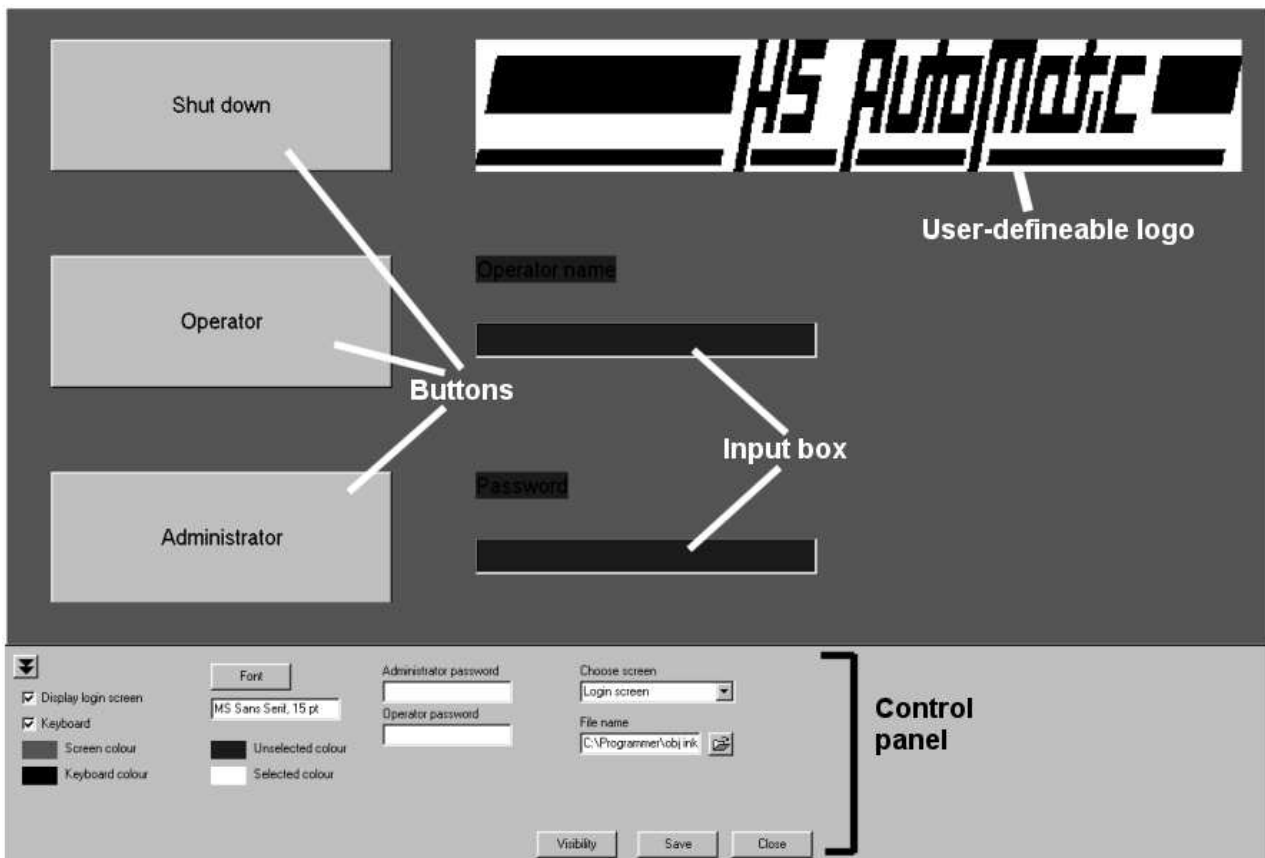 Shut down
HS AutoMatic
User-defineable logo
Operator name
Operator
Buttons
Input box
Password
Administrator
Font
Administrator password
Choose screen
Display login screen
MS Sans Serif, 15 pt
Login screen
Keyboard
Operator password
File name
Control
panel
Screen colour
Unselected colour
C:\Programmer\obj ink
Keyboard colour
Selected colour
Visibility
Save
Close